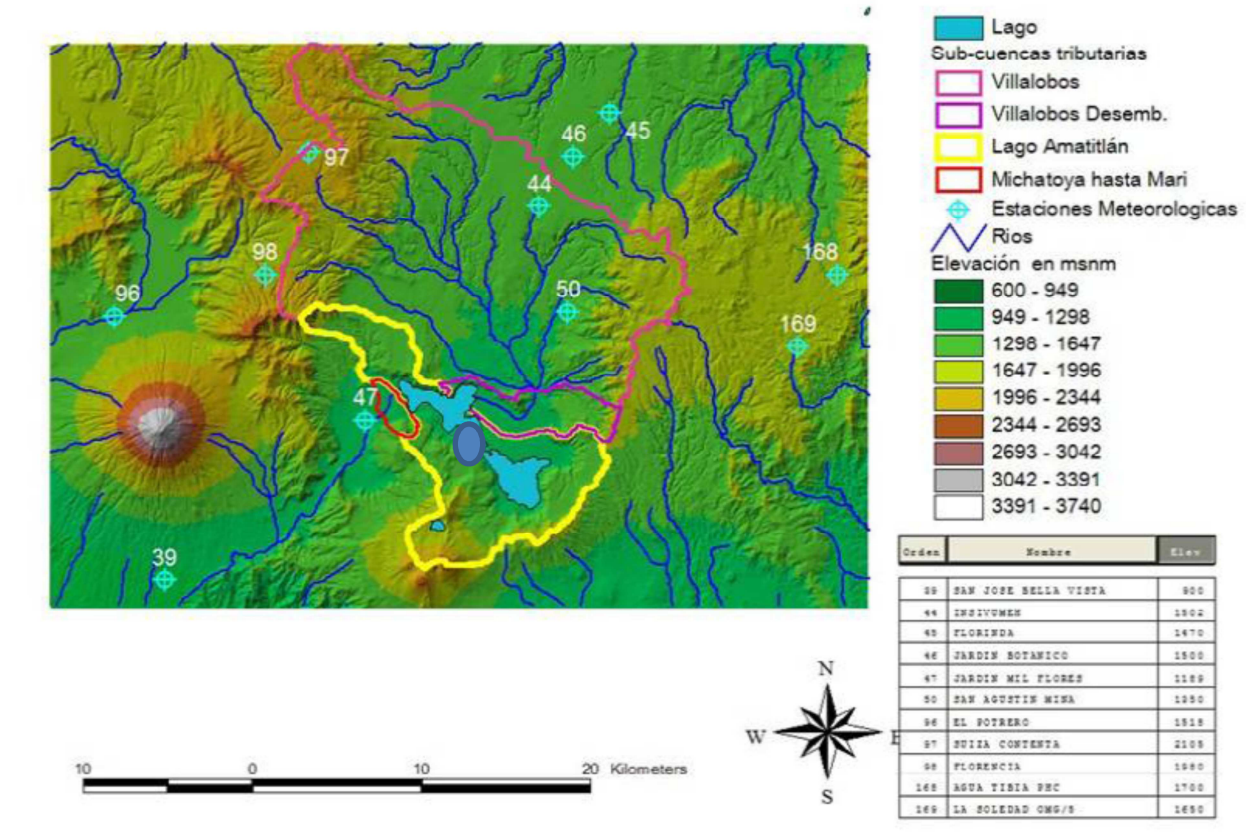 Lago
Sub-cuencas tributarias
Villalobos
Villalobos Desemb.
Lago Amatitlán
Michatoya hasta Mari
Estaciones Meteorologicas
Rios
Elevación en msnm
600 - 949
949 - 1298
1298 - 1647
1647 - 1996
1996 - 2344
2344 - 2693
2693 - 3042
3042 - 3391
3391 - 3740
45
46
97
44
98
168
50
96
169
47
39
Orden Nombre Elev
39 SAN JOSE BELLA VISTA 900
44 INSIVUMEH 1502
45 FLORINDA 1470
46 JARDIN BOTANICO 1500
47 JARDIN MIL FLORES 1189
50 SAN AGUSTIN MINA
96 EL POTRERO 1518
97 SUIZA CONTENTA 2105
98 FLORENCIA 1980
168 AGUA TIBIA PHC 1700
169 LA SOLEDAD OMG/S 1650
N
W E
S
10 0 10 20 Kilometers